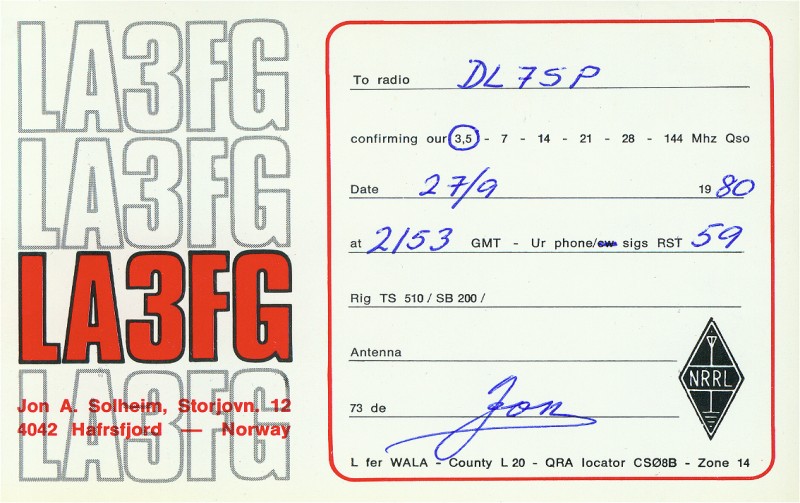 LA3FG
LA3FG
LA3FG
LA3FG
Jon A. Solheim, Storjovn. 12
4042 Hafrsfjord — Norway
To radio DL7SP
confirming our 3,5 - 7 - 14 - 21 - 28 - 144 Mhz Qso
Date 27/9 1980
at 2153 GMT - Ur phone/cw sigs RST 59
Rig TS 510 / SB 200 /
Antenna
NRRL
73 de Jon
L fer WALA - County L 20 - QRA locator CSØ8B - Zone 14